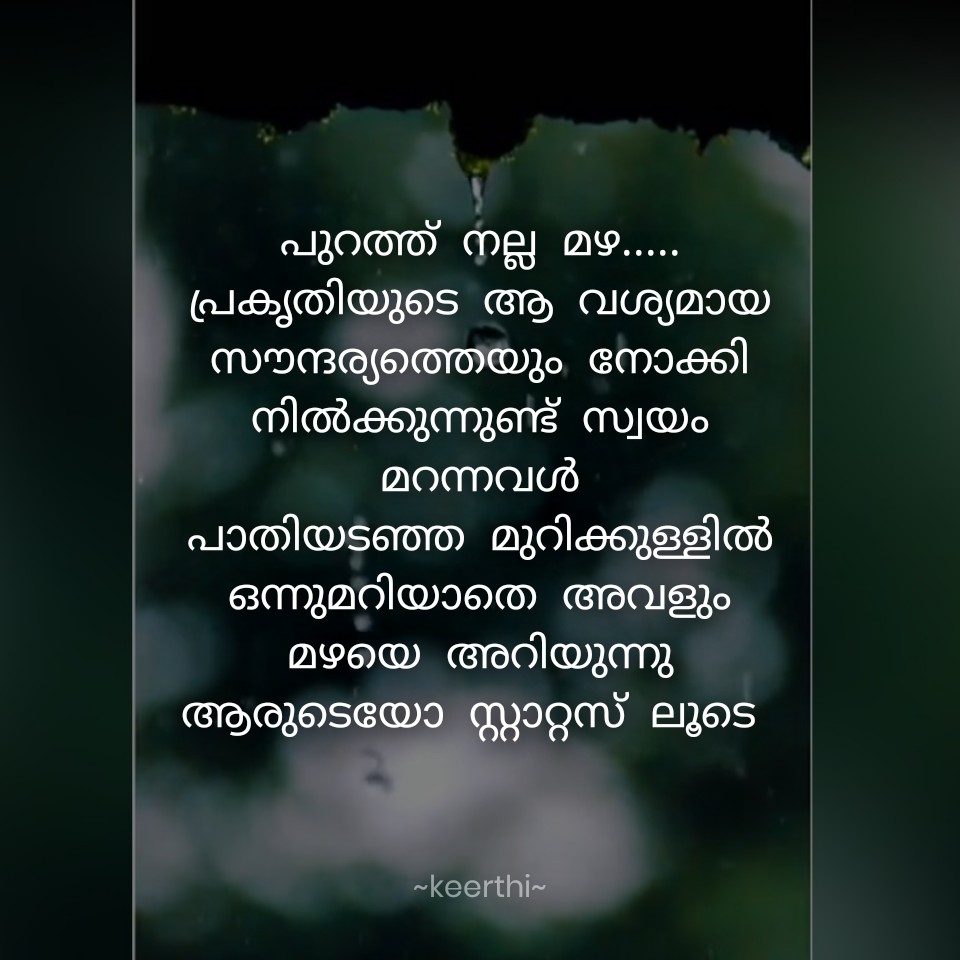 പുറത്ത് നല്ല മഴ.....
പ്രകൃതിയുടെ ആ വശ്യമായ
സൗന്ദര്യത്തെയും നോക്കി
നിൽക്കുന്നുണ്ട് സ്വയം
മറന്നവൾ
പാതിയടഞ്ഞ മുറിക്കുള്ളിൽ
ഒന്നുമറിയാതെ അവളും
മഴയെ അറിയുന്നു
ആരുടെയോ സ്റ്റാറ്റസ് ലൂടെ
~keerthi~